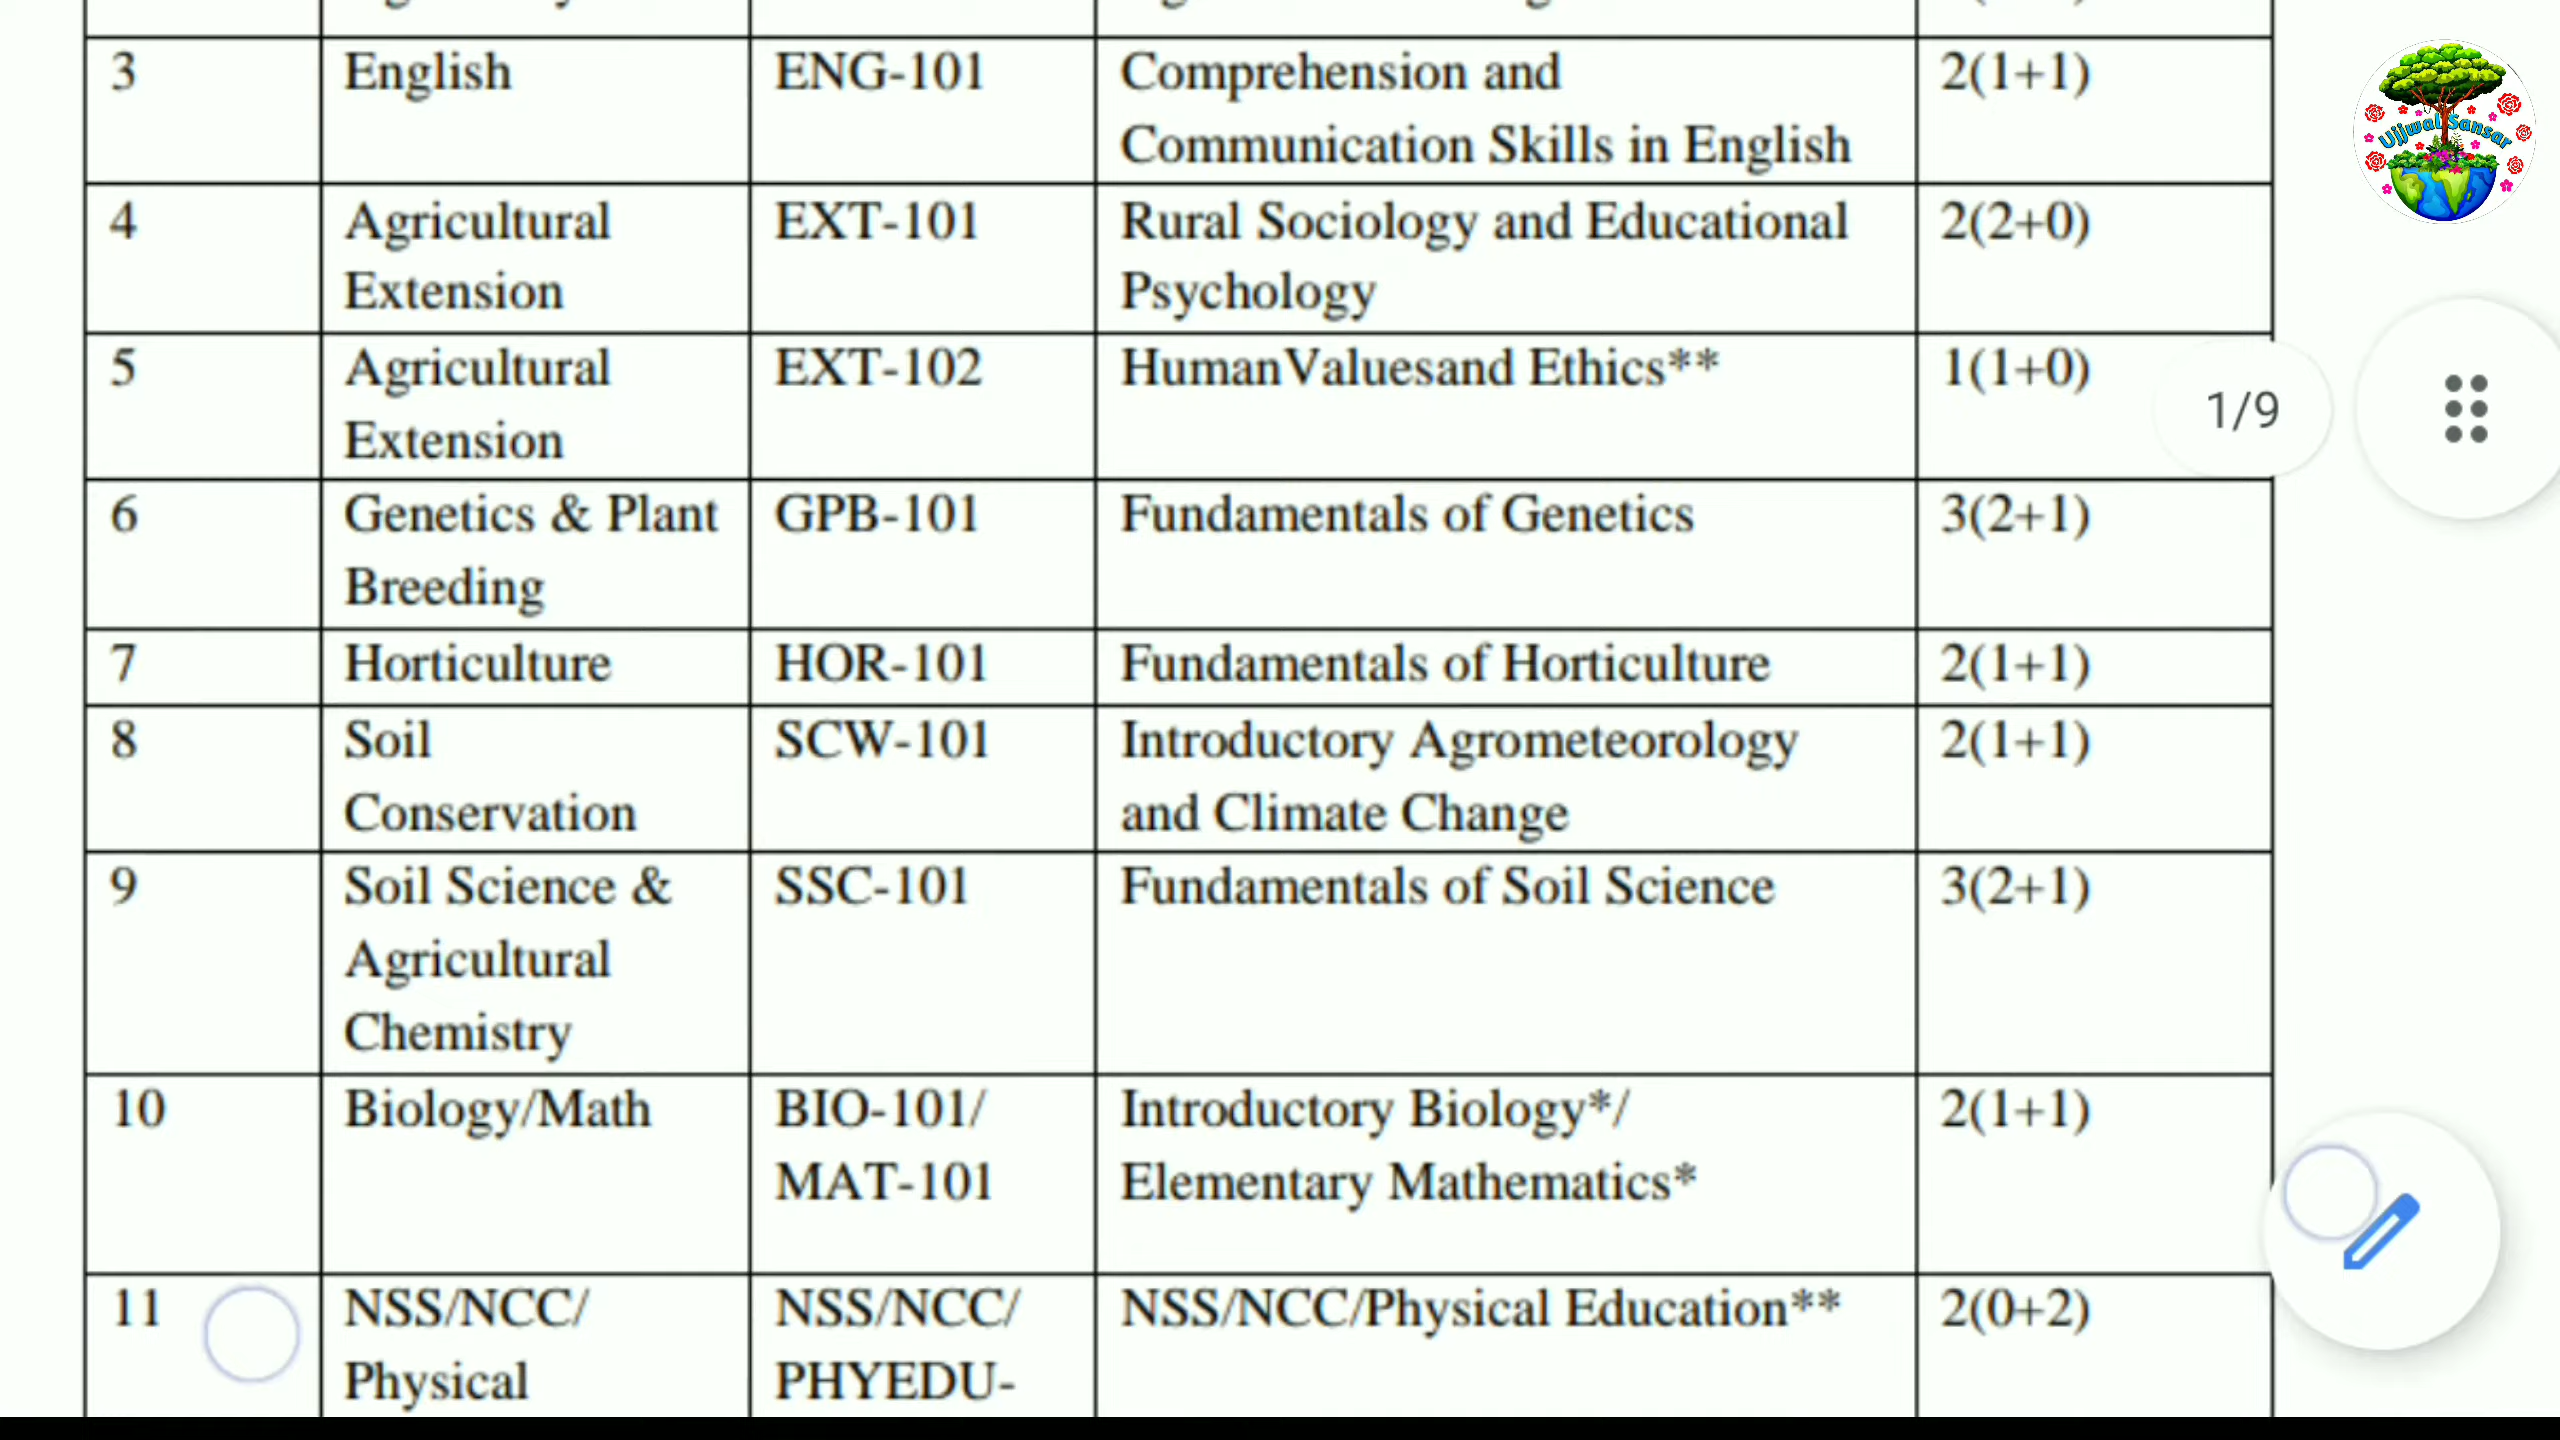 3 English ENG-101 Comprehension and 2(1+1)
Communication Skills in English
4 Agricultural EXT-101 Rural Sociology and Educational 2(2+0)
Extension Psychology
5 Agricultural EXT-102 HumanValuesand Ethics** 1(1+0)
Extension
6 Genetics & Plant GPB-101 Fundamentals of Genetics 3(2+1)
Breeding
7 Horticulture HOR-101 Fundamentals of Horticulture 2(1+1)
8 Soil SCW-101 Introductory Agrometeorology 2(1+1)
Conservation and Climate Change
9 Soil Science & SSC-101 Fundamentals of Soil Science 3(2+1)
Agricultural
Chemistry
10 Biology/Math BIO-101/ Introductory Biology*/ 2(1+1)
MAT-101 Elementary Mathematics*
11 NSS/NCC/ NSS/NCC/ NSS/NCC/Physical Education** 2(0+2)
Physical PHYEDU-
Ujjwal Sansar
1/9